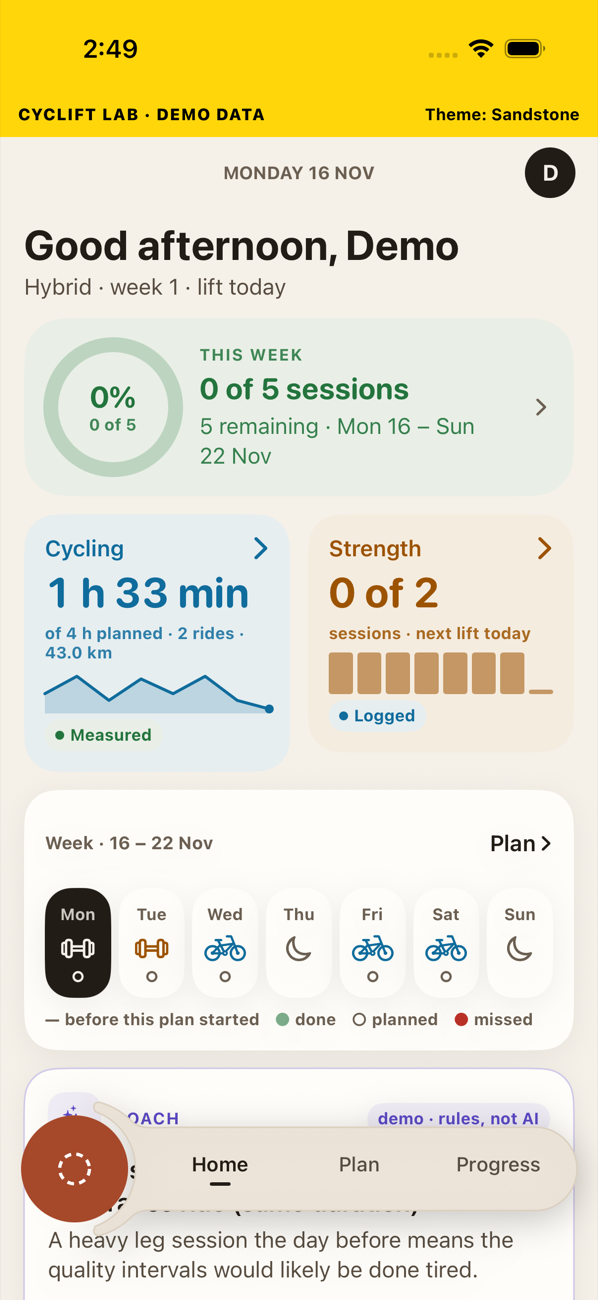 2:49
CYCLIFT LAB · DEMO DATA
Theme: Sandstone
MONDAY 16 NOV
D
Good afternoon, Demo
Hybrid · week 1 · lift today
THIS WEEK
0%
0 of 5
0 of 5 sessions
5 remaining · Mon 16 – Sun
22 Nov
Cycling
1 h 33 min
of 4 h planned · 2 rides ·
43.0 km
Measured
Strength
0 of 2
sessions · next lift today
Logged
Week · 16 – 22 Nov
Plan
Mon
Tue
Wed
Thu
Fri
Sat
Sun
— before this plan started
done
planned
missed
demo · rules, not AI
Home
Plan
Progress
A heavy leg session the day before means the
quality intervals would likely be done tired.